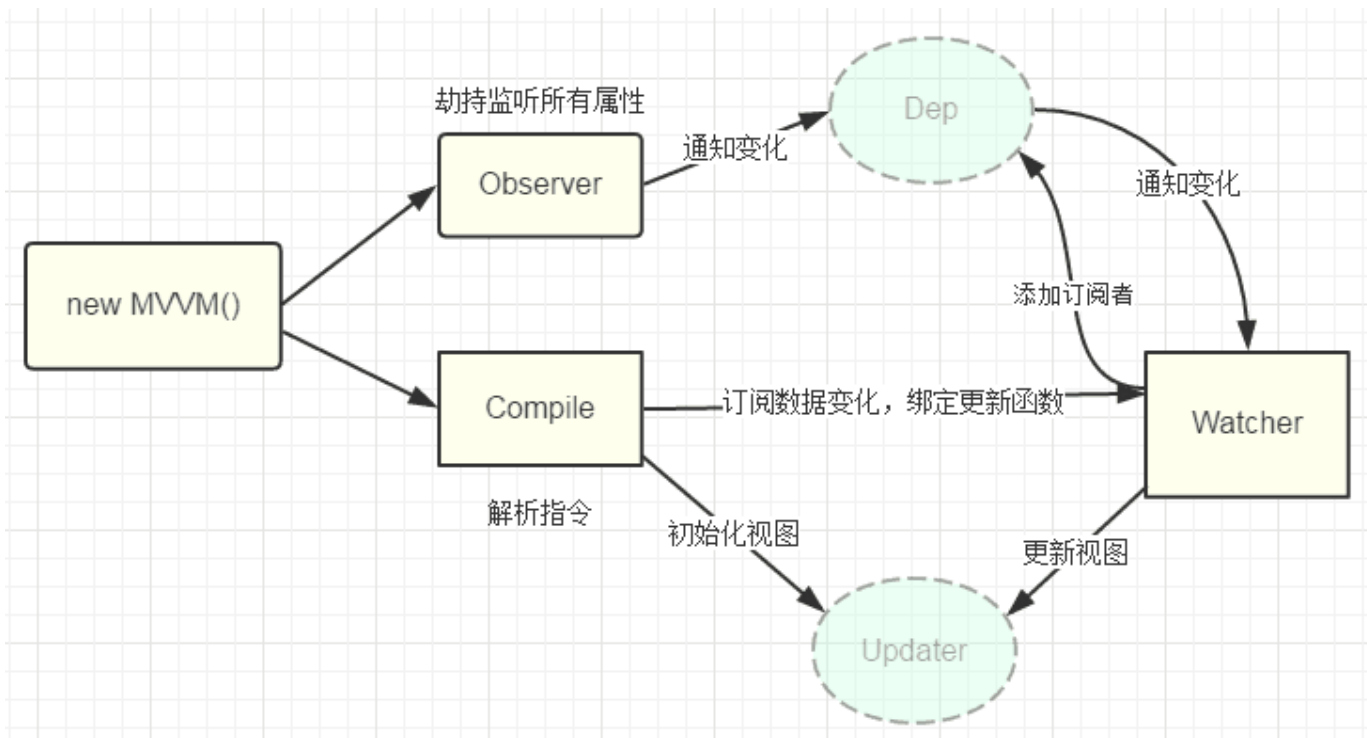 劫持监听所有属性
Dep
通知变化
Observer
通知变化
new MVVM()
添加订阅者
Compile
订阅数据变化，绑定更新函数
Watcher
解析指令
初始化视图
更新视图
Updater